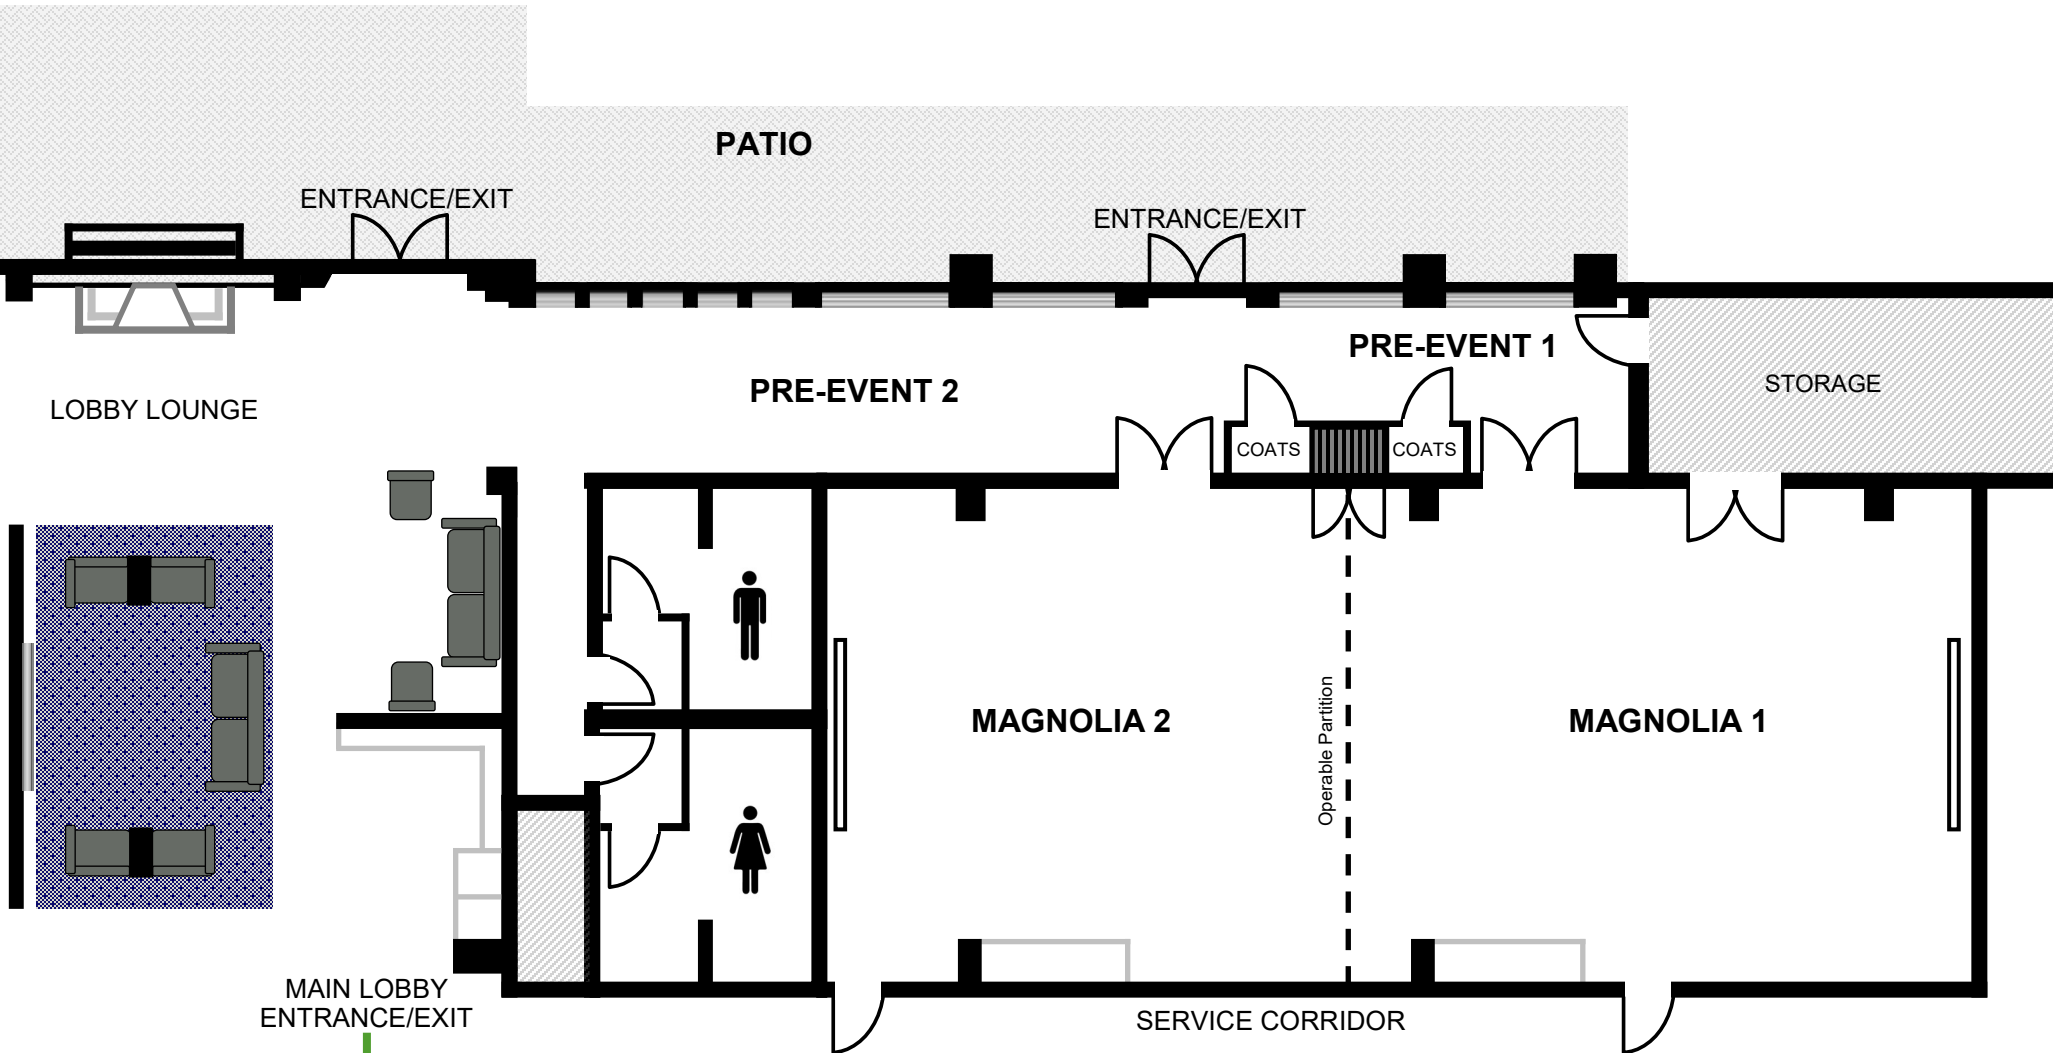 PATIO
ENTRANCE/EXIT
ENTRANCE/EXIT
PRE-EVENT 1
PRE-EVENT 2
STORAGE
LOBBY LOUNGE
COATS
COATS
MAGNOLIA 2
Operable Partition
MAGNOLIA 1
MAIN LOBBY
ENTRANCE/EXIT
SERVICE CORRIDOR